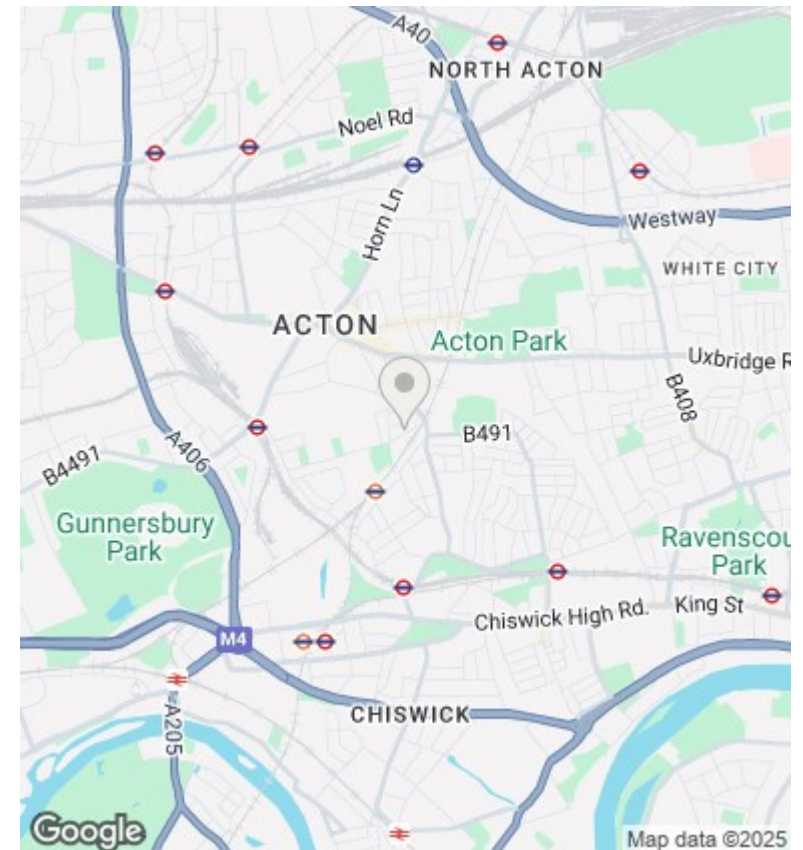 A40
NORTH ACTON
Noel Rd
Horn Ln
Westway
WHITE CITY
ACTON
Acton Park
Uxbridge R
B408
B491
A406
B4491
Gunnersbury
Park
Ravenscou
Park
Chiswick High Rd.
King St
M4
A205
CHISWICK
Google
Map data ©2025